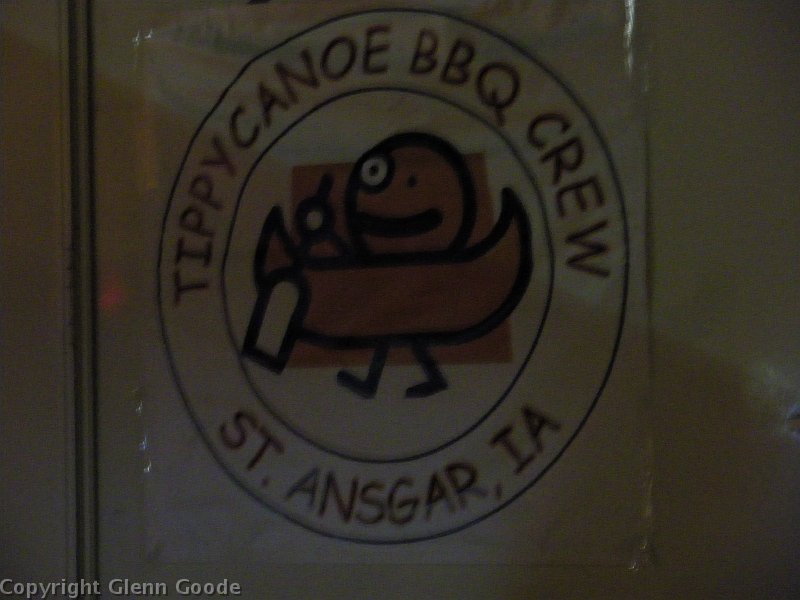 TIPPYCANOE BBQ CREW
ST. ANSGAR, IA
Copyright Glenn Goode